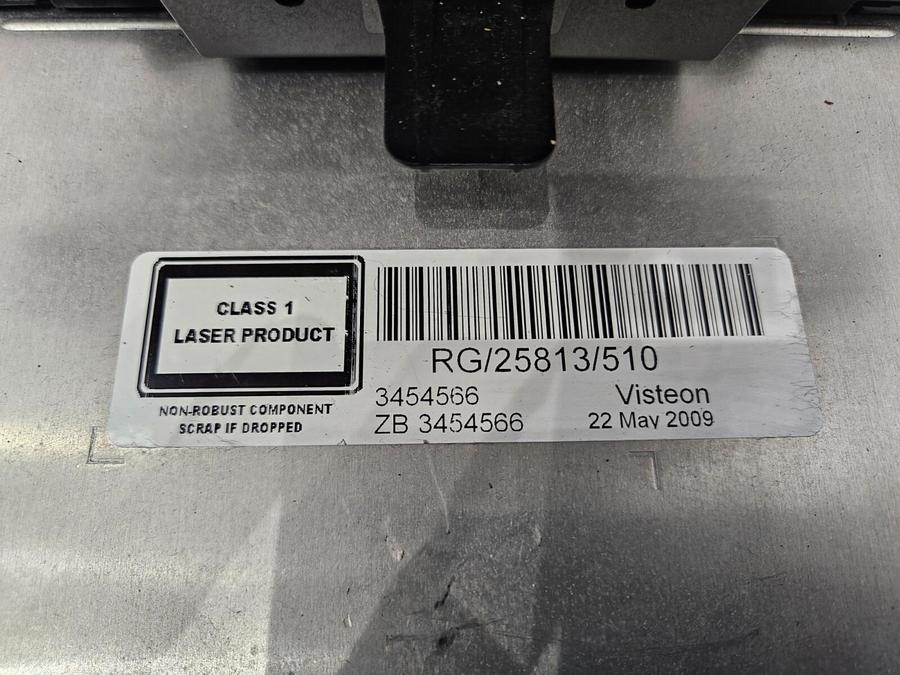 CLASS 1
LASER PRODUCT
NON-ROBUST COMPONENT
SCRAP IF DROPPED
RG/25813/510
3454566
Visteon
ZB 3454566
22 May 2009